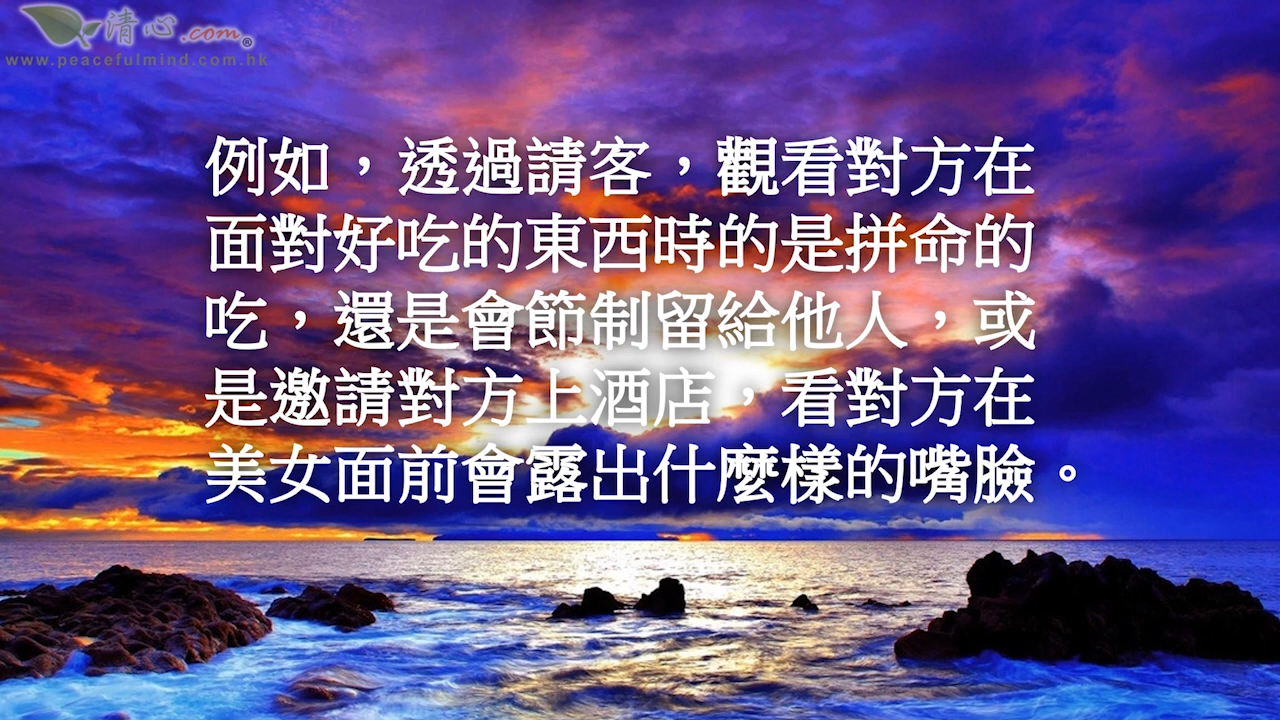 清心.com®
www.peacefulmind.com.hk
例如，透過請客，觀看對方在
面對好吃的東西時的是拼命的
吃，還是會節制留給他人，或
是邀請對方上酒店，看對方在
美女面前會露出什麼樣的嘴臉。